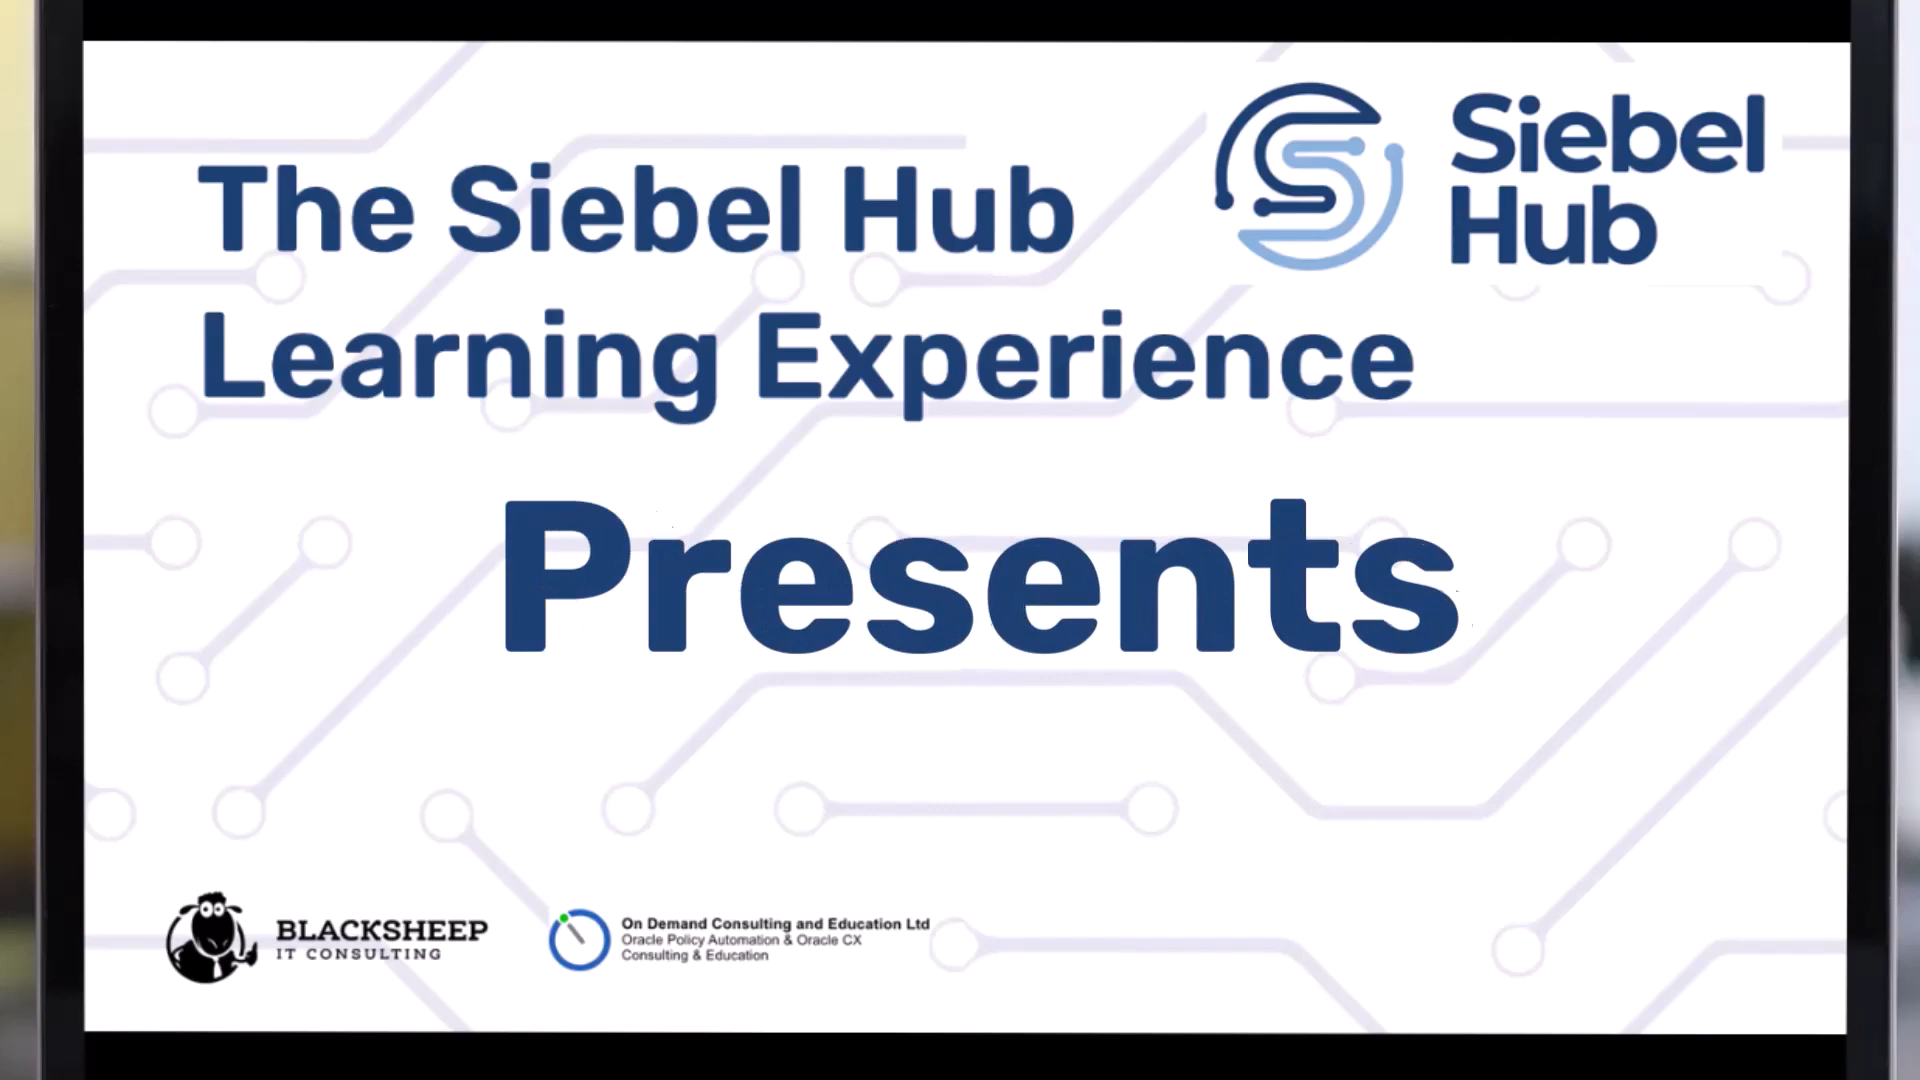 The Siebel Hub
Learning Experience
Presents
Siebel
Hub
BLACKSHEEP
IT CONSULTING
On Demand Consulting and Education Ltd
Oracle Policy Automation & Oracle CX
Consulting & Education